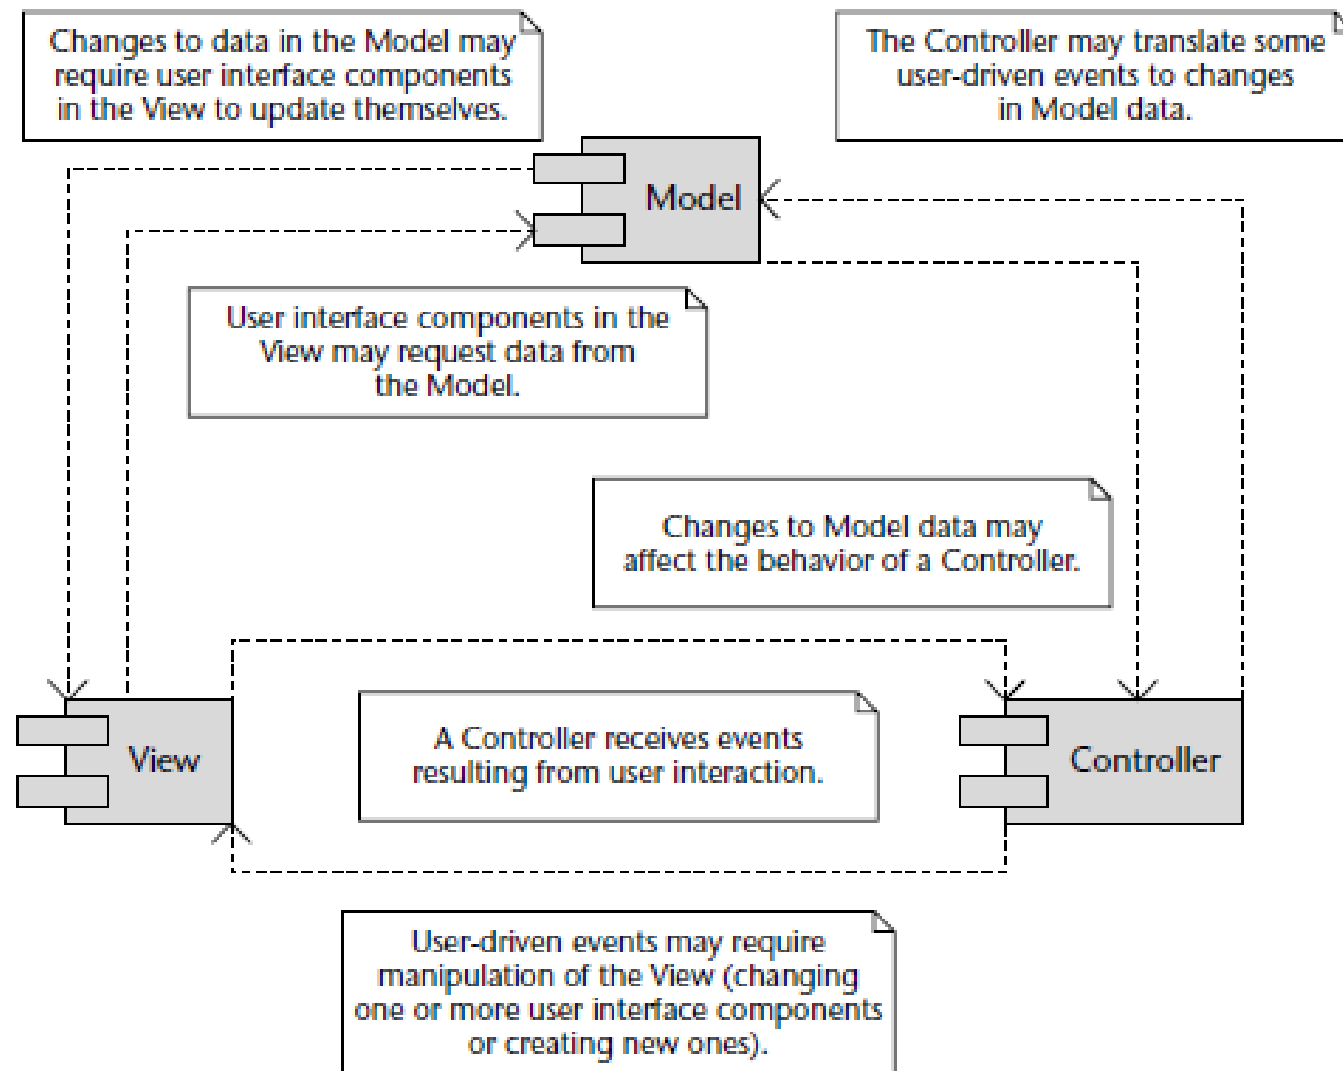 Changes to data in the Model may
require user interface components
in the View to update themselves.
The Controller may translate some
user-driven events to changes
in Model data.
Model
User interface components in the
View may request data from
the Model.
Changes to Model data may
affect the behavior of a Controller.
View
A Controller receives events
resulting from user interaction.
Controller
User-driven events may require
manipulation of the View (changing
one or more user interface components
or creating new ones).